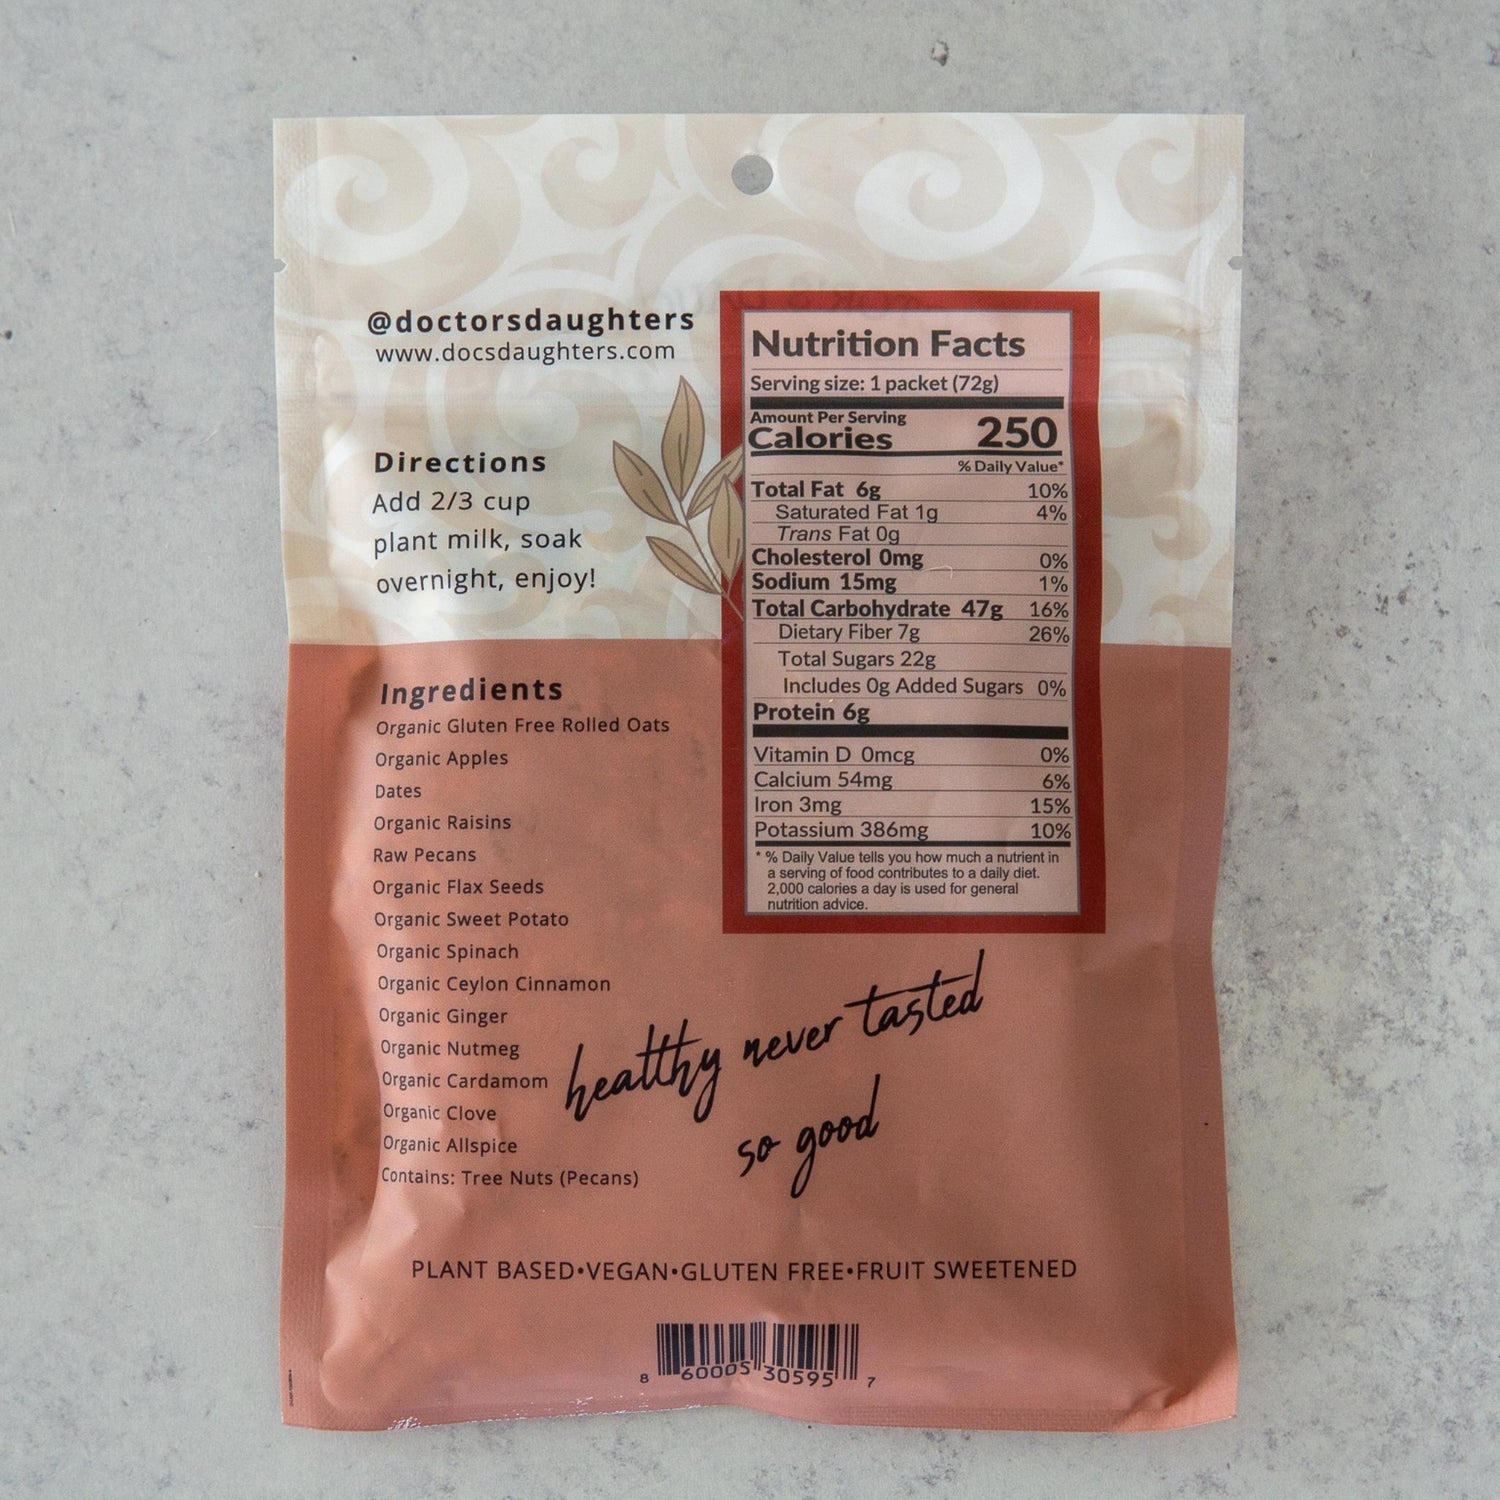 @doctorsdaughters
www.docsdaughters.com
Directions
Add 2/3 cup
plant milk, soak
overnight, enjoy!
Ingredients
Organic Gluten Free Rolled Oats
Organic Apples
Dates
Organic Raisins
Raw Pecans
Organic Flax Seeds
Organic Sweet Potato
Organic Spinach
Organic Ceylon Cinnamon
Organic Ginger
Organic Nutmeg
Organic Cardamom
Organic Clove
Organic Allspice
Contains: Tree Nuts (Pecans)
Nutrition Facts
Serving size: 1 packet (72g)
Amount Per Serving
Calories 250
% Daily Value*
Total Fat 6g 10%
Saturated Fat 1g 4%
Trans Fat 0g
Cholesterol 0mg 0%
Sodium 15mg 1%
Total Carbohydrate 47g 16%
Dietary Fiber 7g 26%
Total Sugars 22g
Includes 0g Added Sugars 0%
Protein 6g
Vitamin D 0mcg 0%
Calcium 54mg 6%
Iron 3mg 15%
Potassium 386mg 10%
* % Daily Value tells you how much a nutrient in
a serving of food contributes to a daily diet.
2,000 calories a day is used for general
nutrition advice.
healthy never tasted
so good
PLANT BASED•VEGAN•GLUTEN FREE•FRUIT SWEETENED
8 60005 30595 7